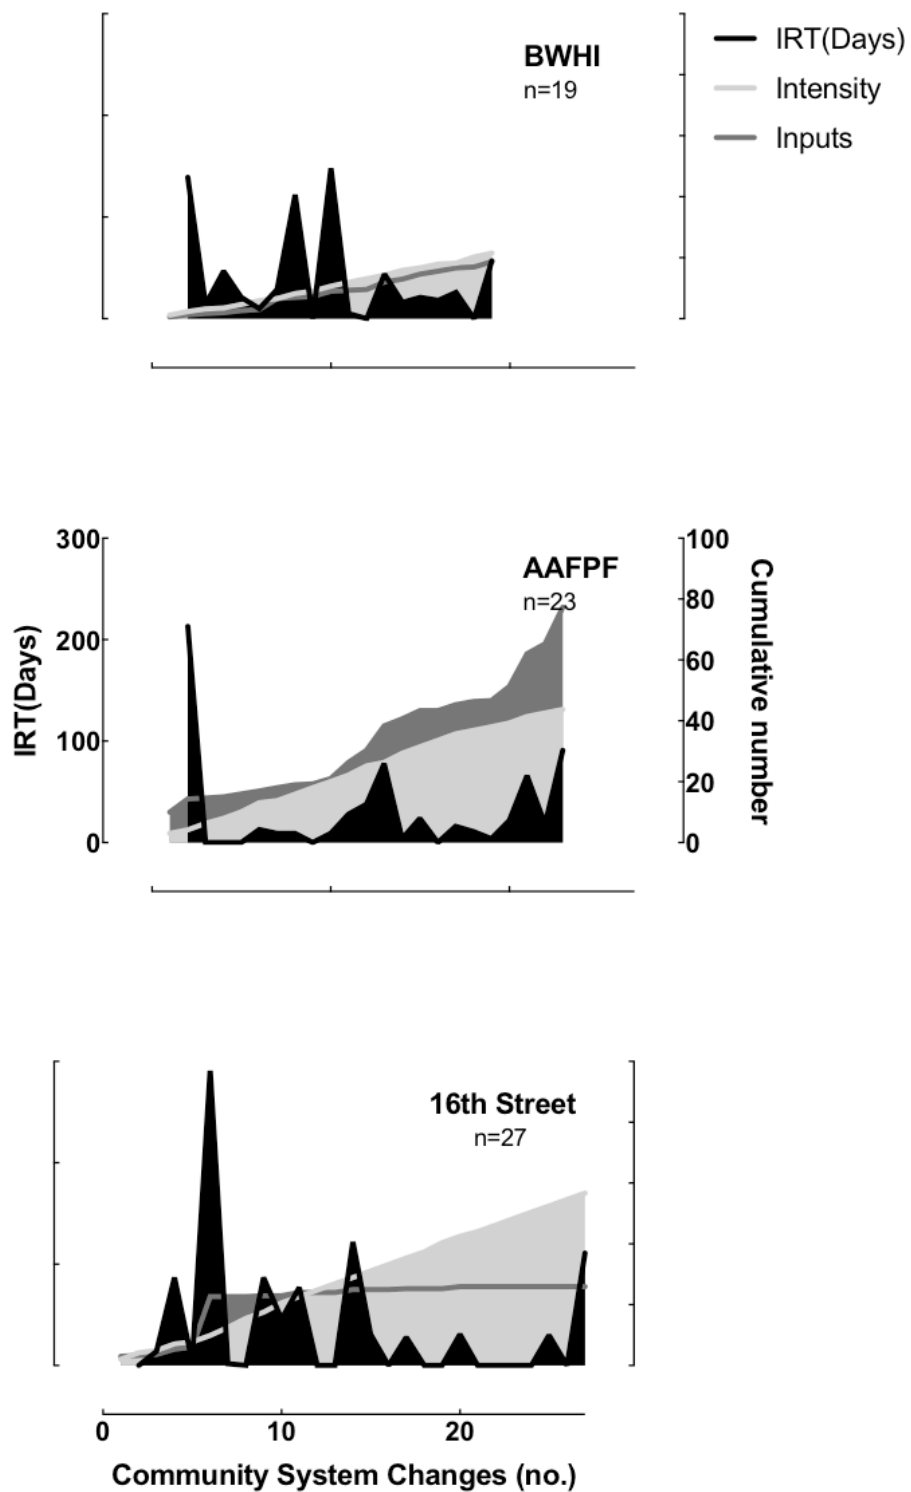 BWHI
n=19
IRT(Days)
Intensity
Inputs
300
200
100
0
IRT(Days)
AAFPF
n=23
100
80
60
40
20
0
Cumulative number
16th Street
n=27
0
10
20
Community System Changes (no.)